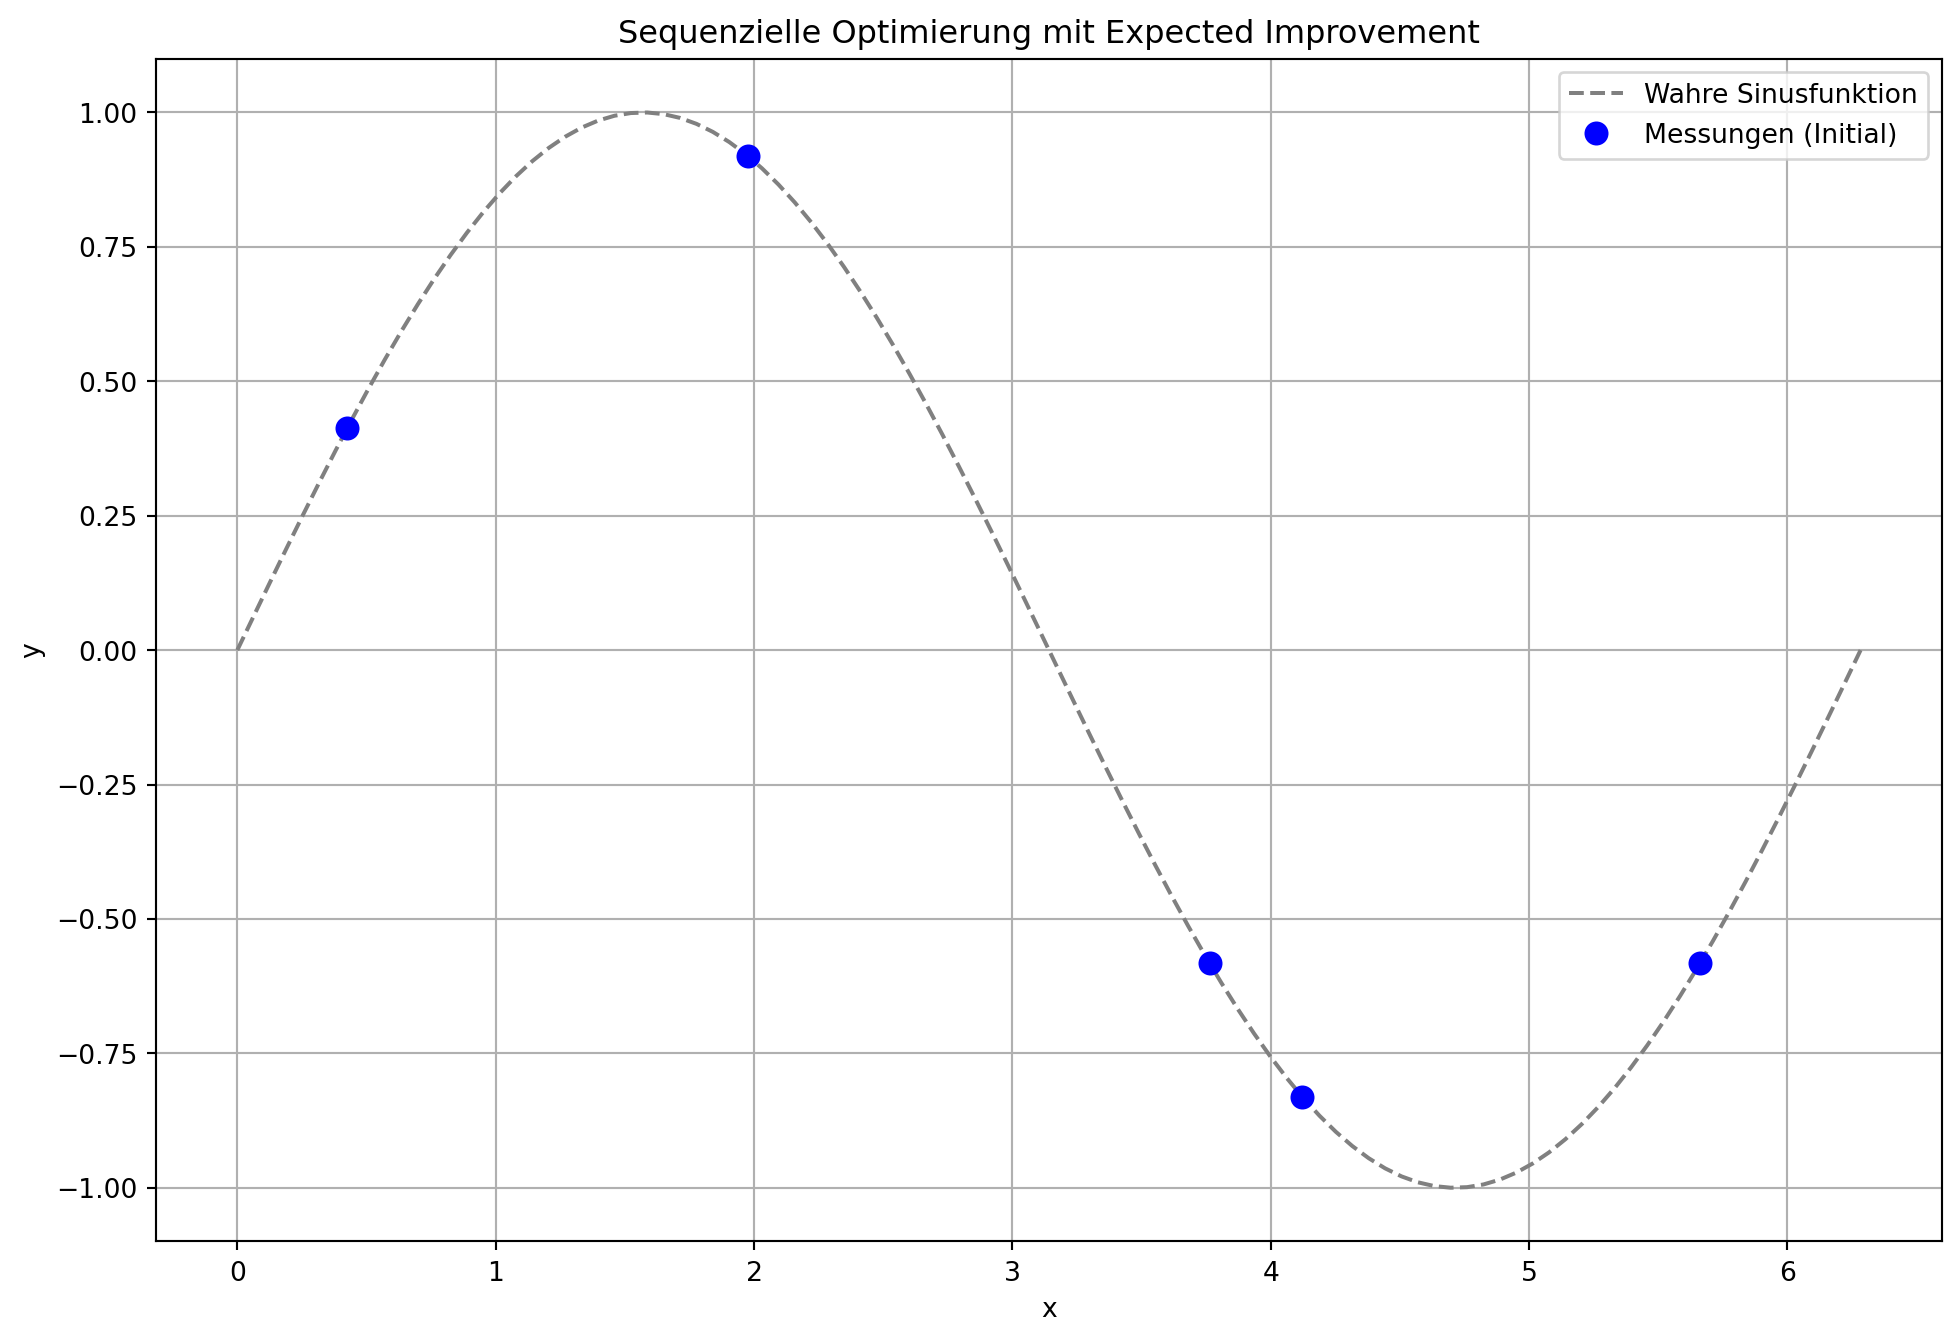 Sequenzielle Optimierung mit Expected Improvement
Wahre Sinusfunktion
Messungen (Initial)
y
1.00
0.75
0.50
0.25
0.00
−0.25
−0.50
−0.75
−1.00
0 1 2 3 4 5 6
x